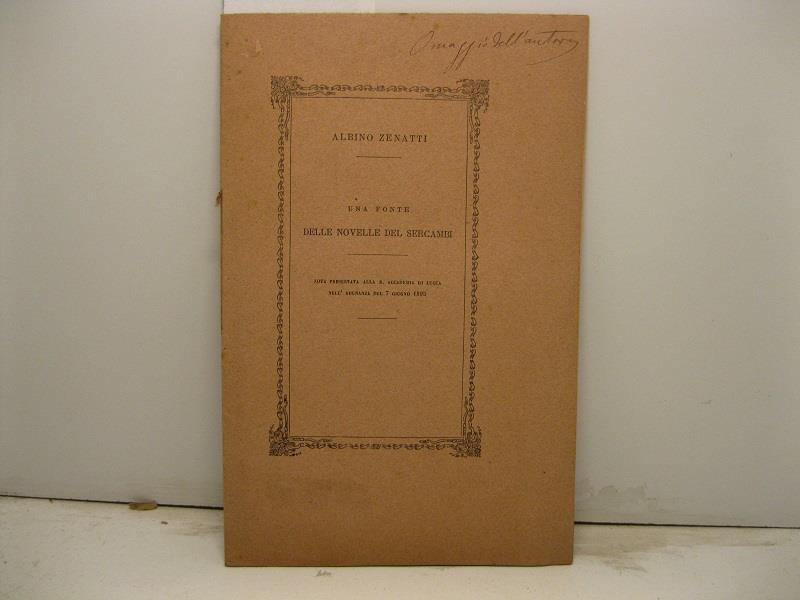 Omaggio dell'autore
ALBINO ZENATTI
UNA FONTE
DELLE NOVELLE DEL SERCAMBI
NOTA PRESENTATA ALLA R. ACCADEMIA DI LUCCA
NELL' ADUNANZA DEL 7 GIUGNO 1895